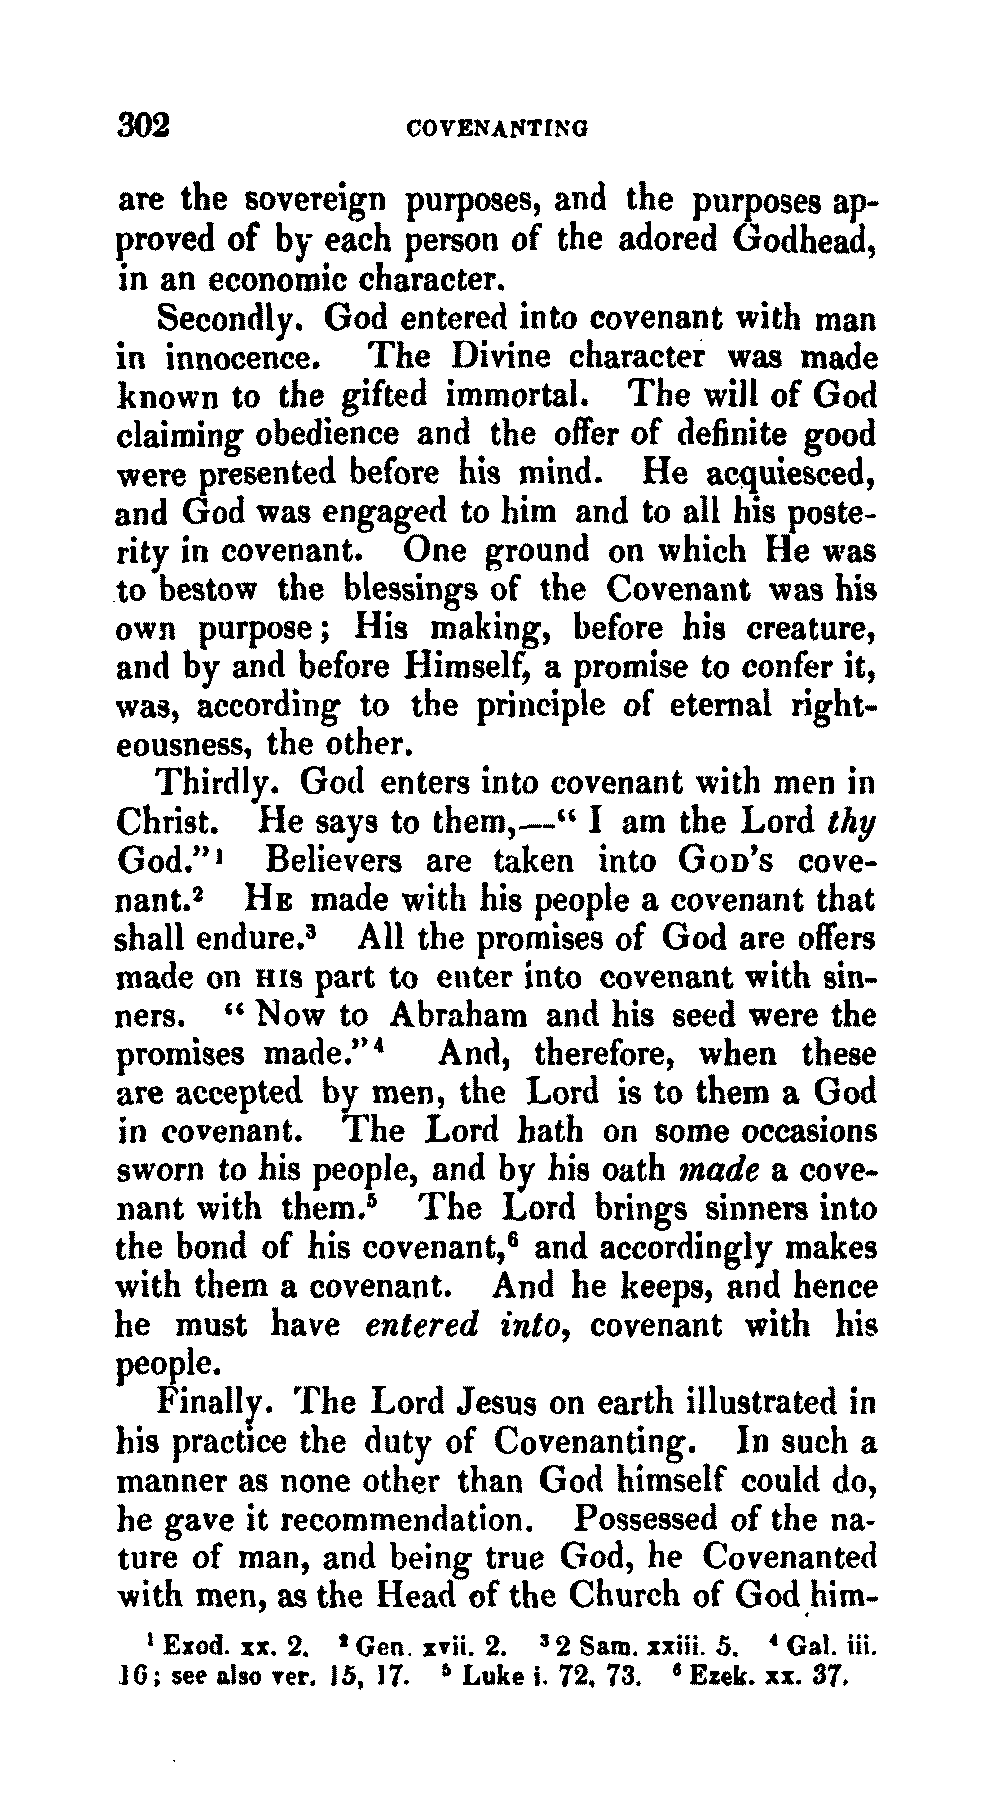 302 COVENANTING
are the sovereign purposes, and the purposes ap-
proved of by each person of the adored Godhead,
in an economic character.
Secondly. God entered into covenant with man
in innocence. The Divine character was made
known to the gifted immortal. The will of God
claiming obedience and the offer of definite good
were presented before his mind. He acquiesced,
and God was engaged to him and to all his poste-
rity in covenant. One ground on which He was
to bestow the blessings of the Covenant was his
own purpose; His making, before his creature,
and by and before Himself, a promise to confer it,
was, according to the principle of eternal right-
eousness, the other.
Thirdly. God enters into covenant with men in
Christ. He says to them,—“ I am the Lord thy
God.”¹ Believers are taken into GOD’S cove-
nant.² HE made with his people a covenant that
shall endure.³ All the promises of God are offers
made on HIS part to enter into covenant with sin-
ners. “ Now to Abraham and his seed were the
promises made.”⁴ And, therefore, when these
are accepted by men, the Lord is to them a God
in covenant. The Lord hath on some occasions
sworn to his people, and by his oath made a cove-
nant with them.⁵ The Lord brings sinners into
the bond of his covenant,⁶ and accordingly makes
with them a covenant. And he keeps, and hence
he must have entered into, covenant with his
people.
Finally. The Lord Jesus on earth illustrated in
his practice the duty of Covenanting. In such a
manner as none other than God himself could do,
he gave it recommendation. Possessed of the na-
ture of man, and being true God, he Covenanted
with men, as the Head of the Church of God him-
¹ Exod. xx. 2. ² Gen. xvii. 2. ³ 2 Sam. xxiii. 5. ⁴ Gal. iii.
16; see also ver. 15, 17. ⁵ Luke i. 72, 73. ⁶ Ezek. xx. 37.